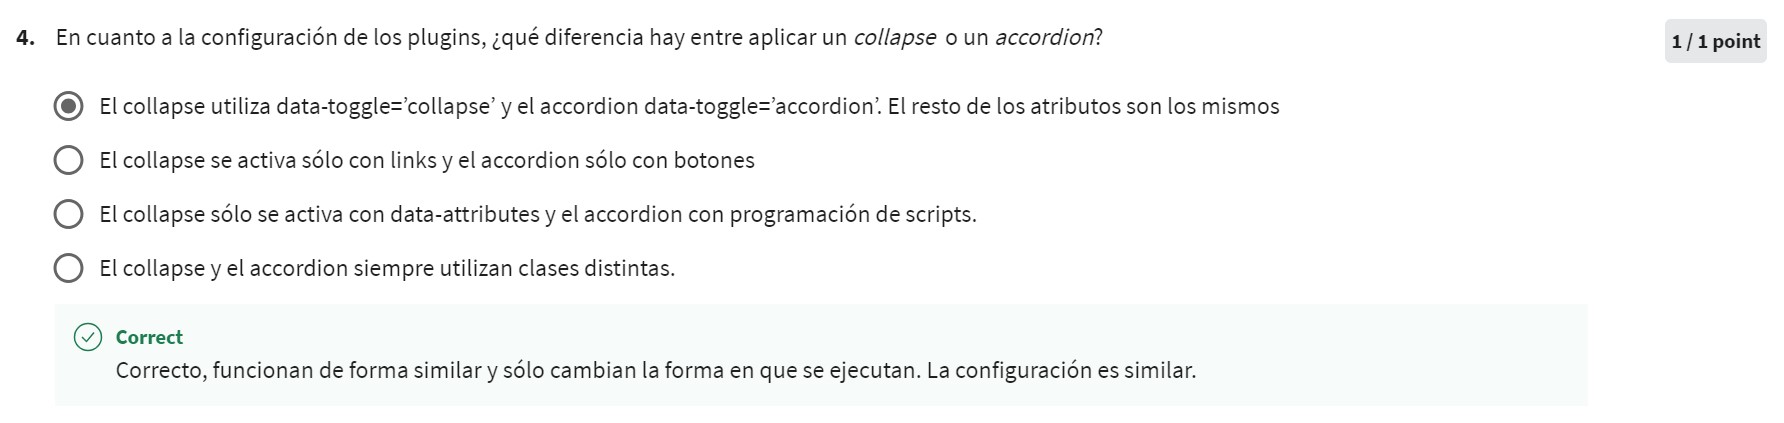 4. En cuanto a la configuración de los plugins, ¿qué diferencia hay entre aplicar un collapse o un accordion?
1 / 1 point
El collapse utiliza data-toggle=’collapse’ y el accordion data-toggle=’accordion’. El resto de los atributos son los mismos
El collapse se activa sólo con links y el accordion sólo con botones
El collapse sólo se activa con data-attributes y el accordion con programación de scripts.
El collapse y el accordion siempre utilizan clases distintas.
Correct
Correcto, funcionan de forma similar y sólo cambian la forma en que se ejecutan. La configuración es similar.